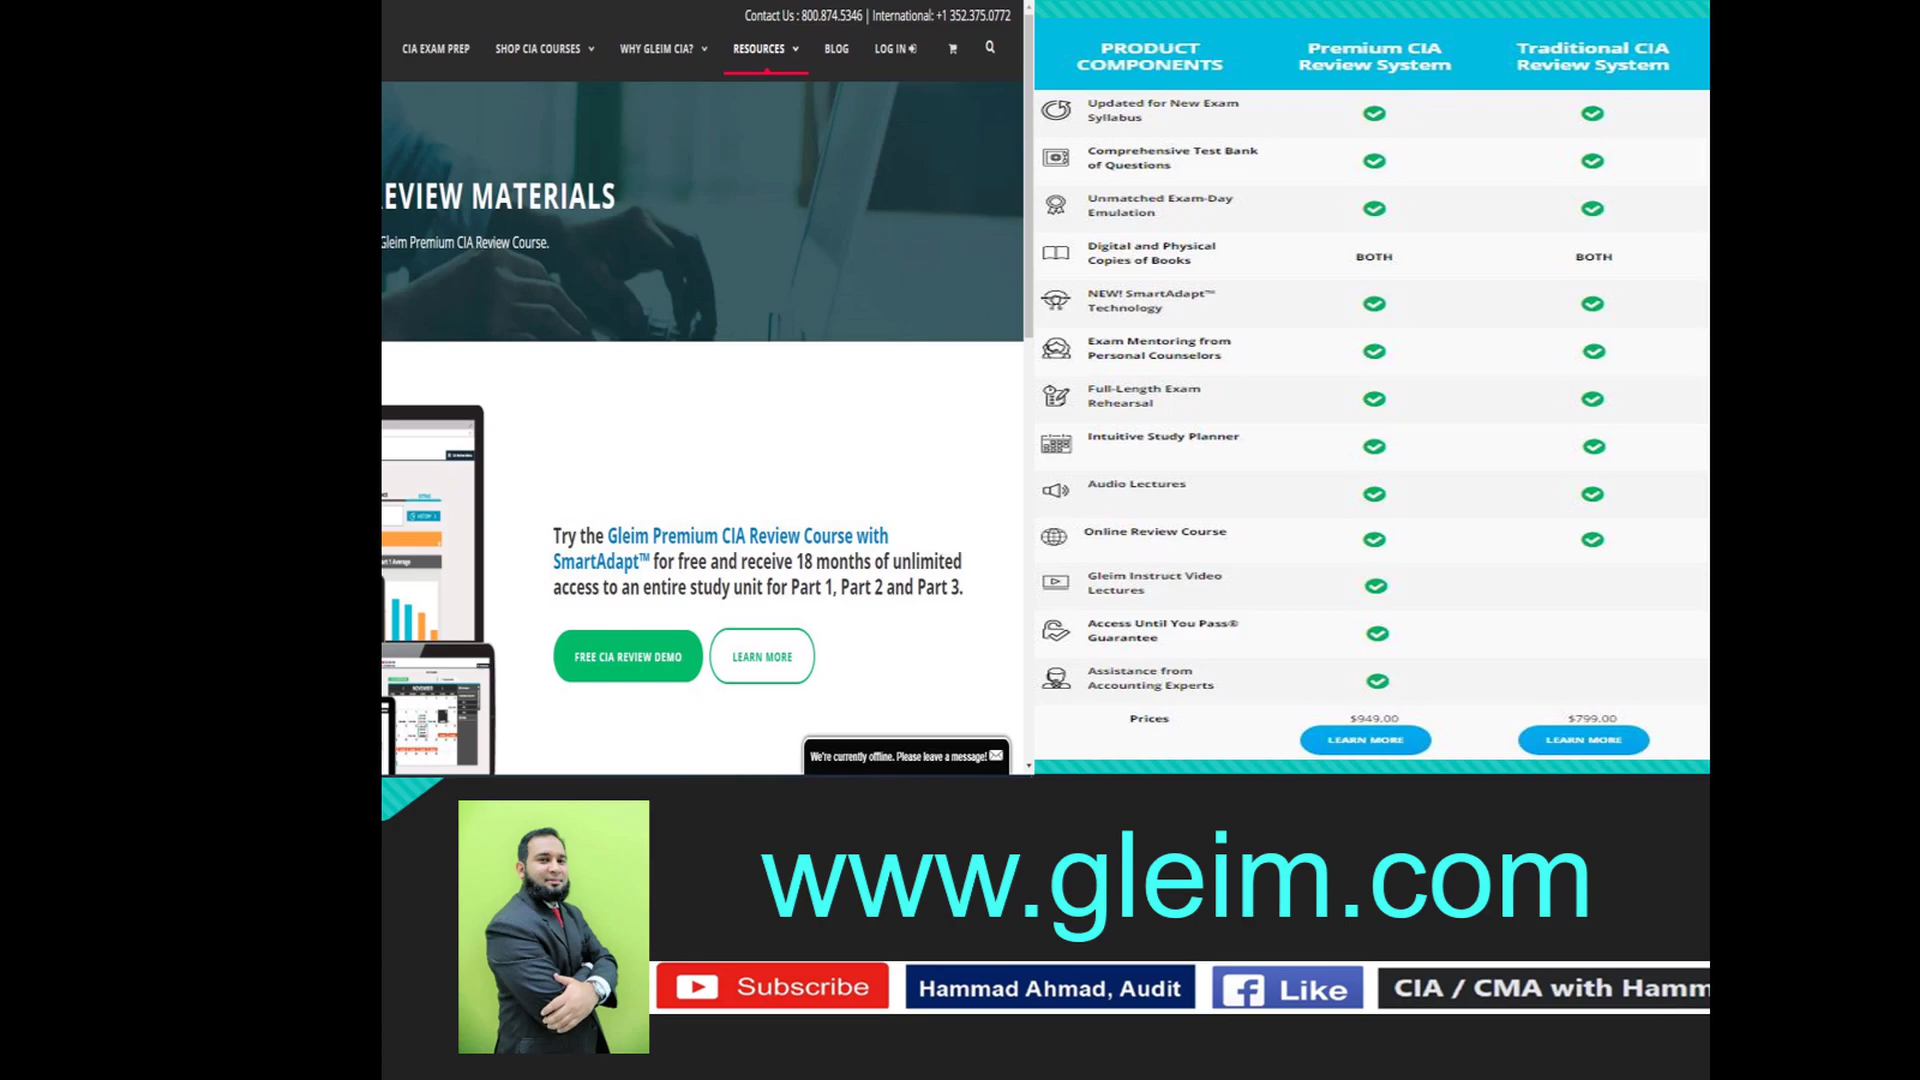 Contact Us : 800.874.5346 | International: +1 352.375.0772
CIA EXAM PREP SHOP CIA COURSES WHY GLEIM CIA? RESOURCES BLOG LOG IN
EVIEW MATERIALS
Gleim Premium CIA Review Course.
Try the Gleim Premium CIA Review Course with
SmartAdapt™ for free and receive 18 months of unlimited
access to an entire study unit for Part 1, Part 2 and Part 3.
FREE CIA REVIEW DEMO LEARN MORE
We're currently offline. Please leave a message!
PRODUCT
COMPONENTS
Premium CIA
Review System
Traditional CIA
Review System
Updated for New Exam
Syllabus
Comprehensive Test Bank
of Questions
Unmatched Exam-Day
Emulation
Digital and Physical
Copies of Books
BOTH BOTH
NEW! SmartAdapt™
Technology
Exam Mentoring from
Personal Counselors
Full-Length Exam
Rehearsal
Intuitive Study Planner
Audio Lectures
Online Review Course
Gleim Instruct Video
Lectures
Access Until You Pass®
Guarantee
Assistance from
Accounting Experts
Prices $949.00 $799.00
LEARN MORE LEARN MORE
www.gleim.com
Subscribe Hammad Ahmad, Audit Like CIA / CMA with Hamm